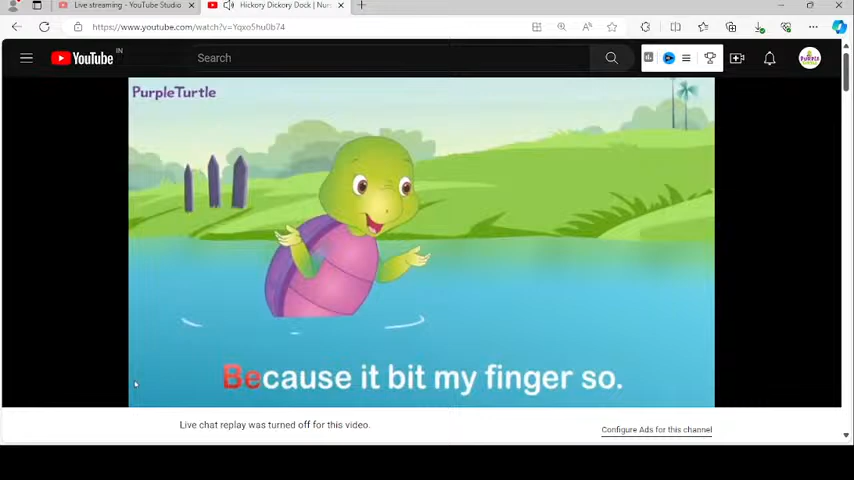 Live streaming - YouTube Studio
Hickory Dickory Dock | Nur
https://www.youtube.com/watch?v=Yqxo5hu0b74
YouTube IN
Search
PurpleTurtle
Because it bit my finger so.
Live chat replay was turned off for this video.
Configure Ads for this channel